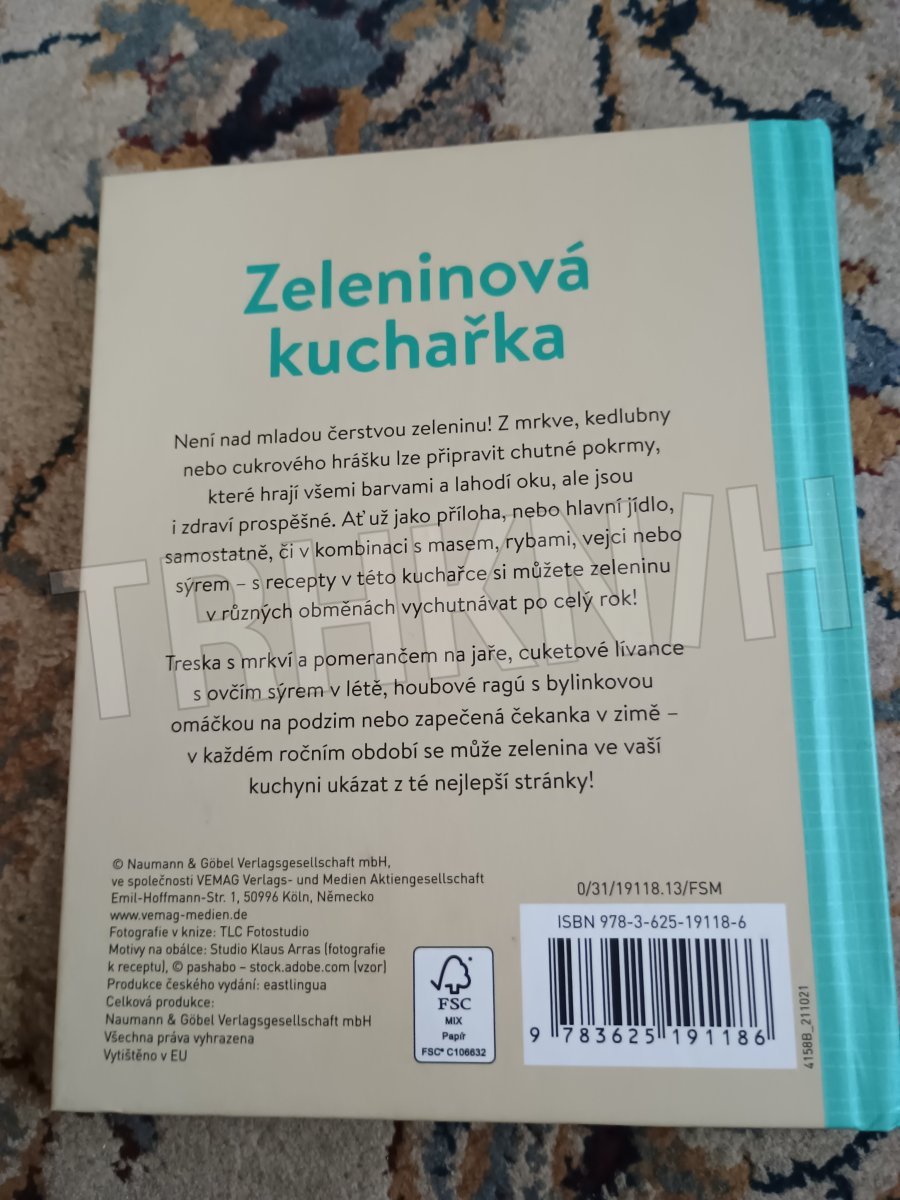 Zeleninová
kuchařka
Není nad mladou čerstvou zeleninu! Z mrkve, kedlubny
nebo cukrového hrášku lze připravit chutné pokrmy,
které hrají všemi barvami a lahodí oku, ale jsou
i zdraví prospěšné. Ať už jako příloha, nebo hlavní jídlo,
samostatně, či v kombinaci s masem, rybami, vejci nebo
sýrem – s recepty v této kuchařce si můžete zeleninu
v různých obměnách vychutnávat po celý rok!
TRHKNIH
Treska s mrkví a pomerančem na jaře, cuketové lívance
s ovčím sýrem v létě, houbové ragú s bylinkovou
omáčkou na podzim nebo zapečená čekanka v zimě –
v každém ročním období se může zelenina ve vaší
kuchyni ukázat z té nejlepší stránky!
© Naumann & Göbel Verlagsgesellschaft mbH,
ve společnosti VEMAG Verlags- und Medien Aktiengesellschaft
Emil-Hoffmann-Str. 1, 50996 Köln, Německo
www.vemag-medien.de
Fotografie v knize: TLC Fotostudio
Motivy na obálce: Studio Klaus Arras (fotografie
k receptu), © pashabo – stock.adobe.com (vzor)
Produkce českého vydání: eastlingua
Celková produkce:
Naumann & Göbel Verlagsgesellschaft mbH
Všechna práva vyhrazena
Vytištěno v EU
FSC
MIX
Papír
FSC® C106632
0/31/19118.13/FSM
ISBN 978-3-625-19118-6
9 783625 191186
4158B_211021